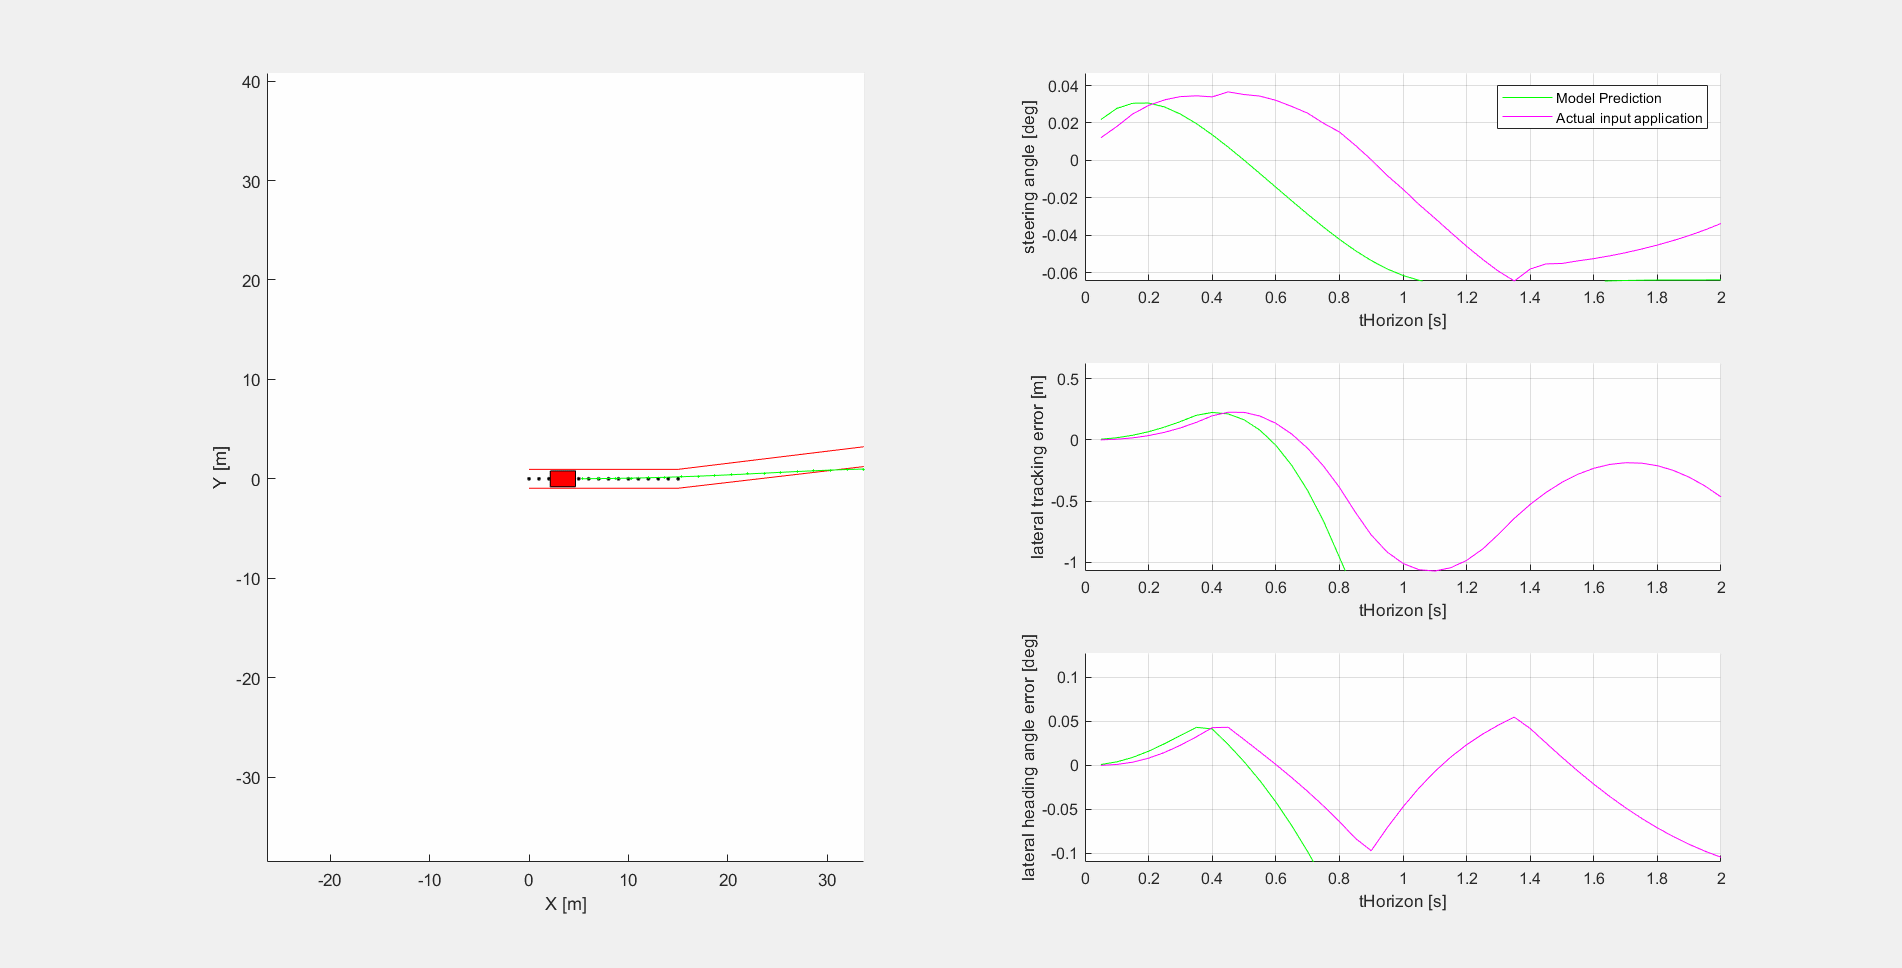 40
30
20
10
0
-10
-20
-30
Y [m]
-20 -10 0 10 20 30
X [m]
0.04
0.02
0
-0.02
-0.04
-0.06
steering angle [deg]
Model Prediction
Actual input application
0 0.2 0.4 0.6 0.8 1 1.2 1.4 1.6 1.8 2
tHorizon [s]
0.5
0
-0.5
-1
lateral tracking error [m]
0 0.2 0.4 0.6 0.8 1 1.2 1.4 1.6 1.8 2
tHorizon [s]
0.1
0.05
0
-0.05
-0.1
lateral heading angle error [deg]
0 0.2 0.4 0.6 0.8 1 1.2 1.4 1.6 1.8 2
tHorizon [s]